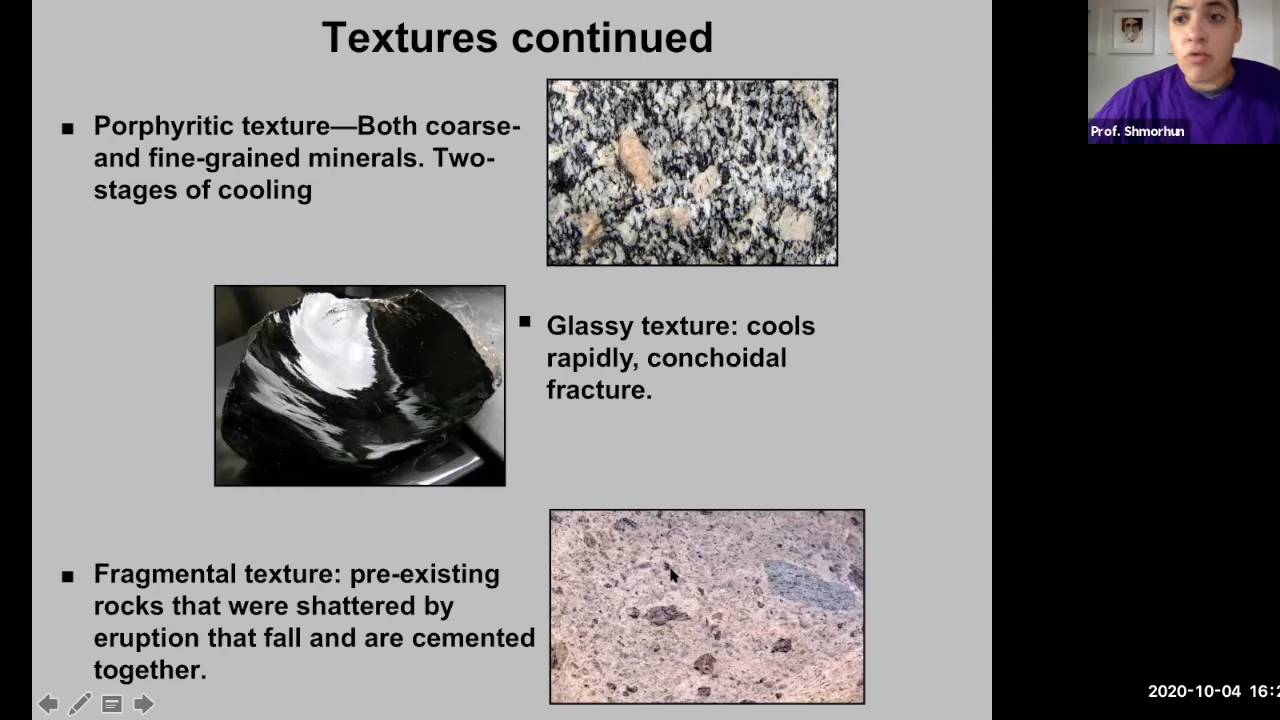 Textures continued
Porphyritic texture—Both coarse-
and fine-grained minerals. Two-
stages of cooling
Glassy texture: cools
rapidly, conchoidal
fracture.
Fragmental texture: pre-existing
rocks that were shattered by
eruption that fall and are cemented
together.
Prof. Shmorhun
2020-10-04 16:2